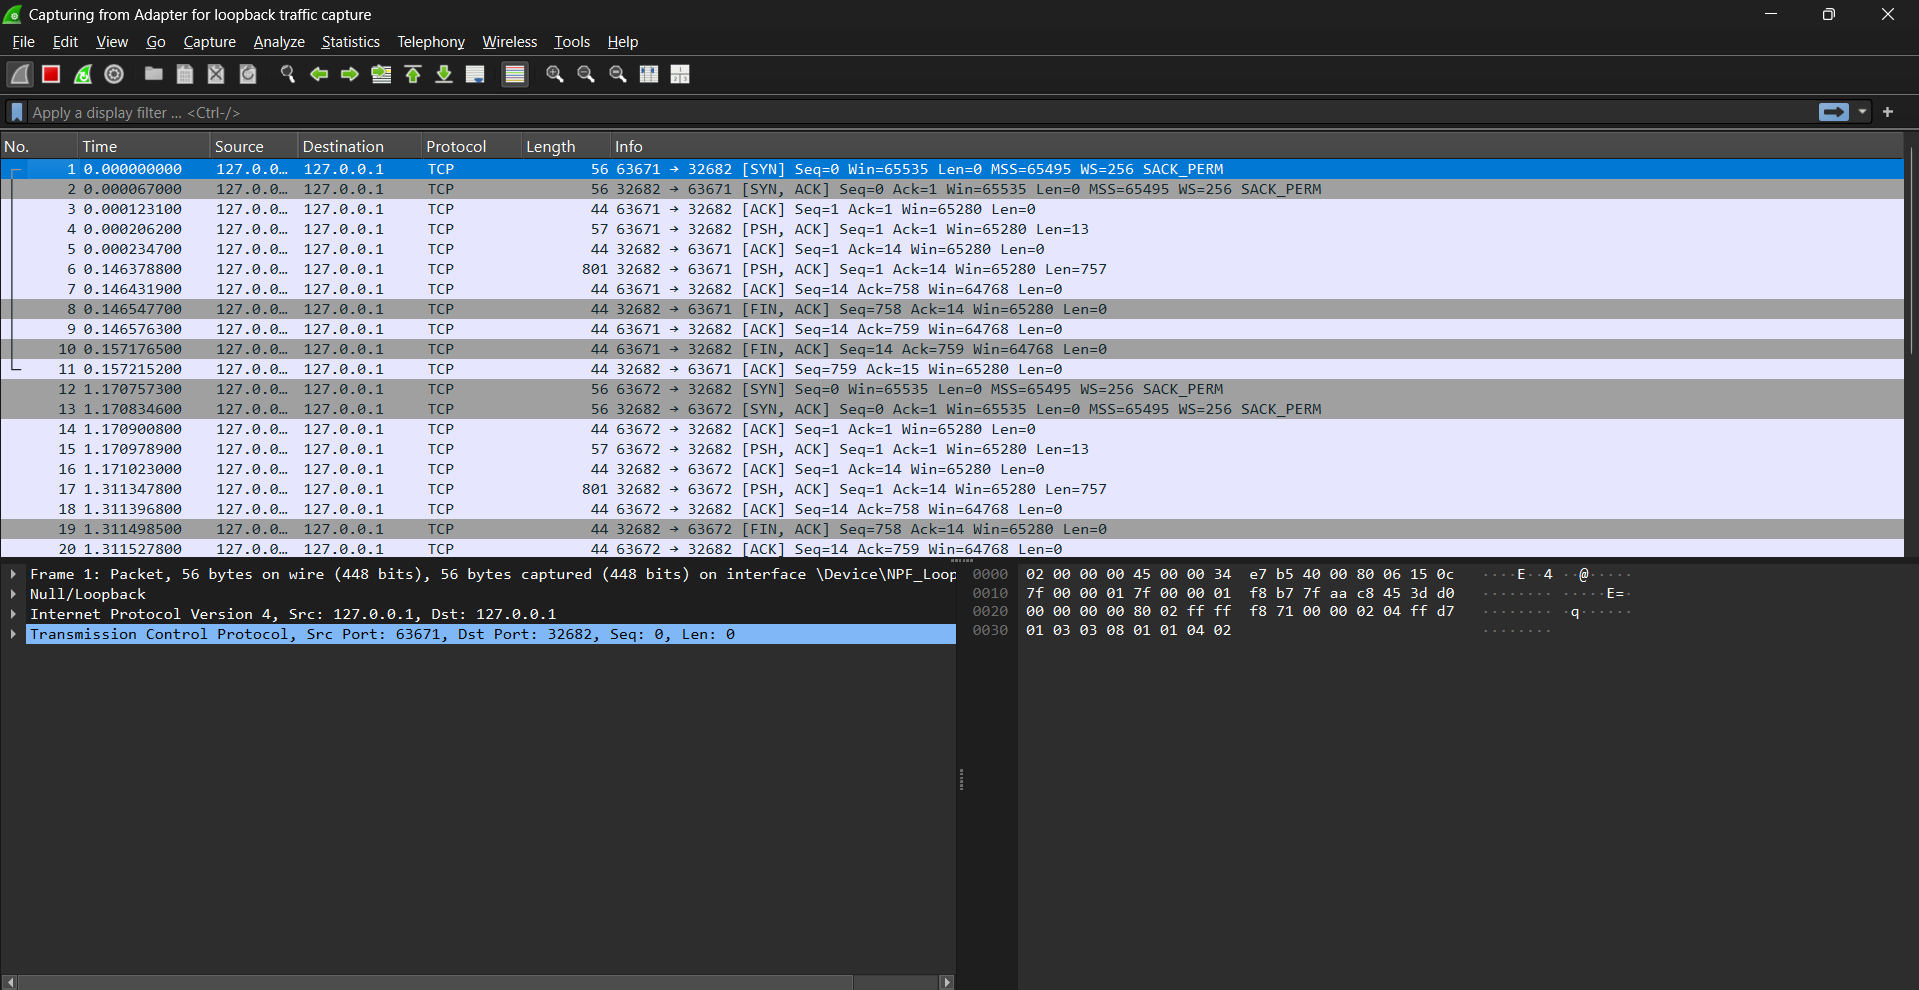 Capturing from Adapter for loopback traffic capture
File Edit View Go Capture Analyze Statistics Telephony Wireless Tools Help
Apply a display filter ... <Ctrl-/>
No. Time Source Destination Protocol Length Info
1 0.000000000 127.0.0… 127.0.0.1 TCP 56 63671 → 32682 [SYN] Seq=0 Win=65535 Len=0 MSS=65495 WS=256 SACK_PERM
2 0.000067000 127.0.0… 127.0.0.1 TCP 56 32682 → 63671 [SYN, ACK] Seq=0 Ack=1 Win=65535 Len=0 MSS=65495 WS=256 SACK_PERM
3 0.000123100 127.0.0… 127.0.0.1 TCP 44 63671 → 32682 [ACK] Seq=1 Ack=1 Win=65280 Len=0
4 0.000206200 127.0.0… 127.0.0.1 TCP 57 63671 → 32682 [PSH, ACK] Seq=1 Ack=1 Win=65280 Len=13
5 0.000234700 127.0.0… 127.0.0.1 TCP 44 32682 → 63671 [ACK] Seq=1 Ack=14 Win=65280 Len=0
6 0.146378800 127.0.0… 127.0.0.1 TCP 801 32682 → 63671 [PSH, ACK] Seq=1 Ack=14 Win=65280 Len=757
7 0.146431900 127.0.0… 127.0.0.1 TCP 44 63671 → 32682 [ACK] Seq=14 Ack=758 Win=64768 Len=0
8 0.146547700 127.0.0… 127.0.0.1 TCP 44 32682 → 63671 [FIN, ACK] Seq=758 Ack=14 Win=65280 Len=0
9 0.146576300 127.0.0… 127.0.0.1 TCP 44 63671 → 32682 [ACK] Seq=14 Ack=759 Win=64768 Len=0
10 0.157176500 127.0.0… 127.0.0.1 TCP 44 63671 → 32682 [FIN, ACK] Seq=14 Ack=759 Win=64768 Len=0
11 0.157215200 127.0.0… 127.0.0.1 TCP 44 32682 → 63671 [ACK] Seq=759 Ack=15 Win=65280 Len=0
12 1.170757300 127.0.0… 127.0.0.1 TCP 56 63672 → 32682 [SYN] Seq=0 Win=65535 Len=0 MSS=65495 WS=256 SACK_PERM
13 1.170834600 127.0.0… 127.0.0.1 TCP 56 32682 → 63672 [SYN, ACK] Seq=0 Ack=1 Win=65535 Len=0 MSS=65495 WS=256 SACK_PERM
14 1.170900800 127.0.0… 127.0.0.1 TCP 44 63672 → 32682 [ACK] Seq=1 Ack=1 Win=65280 Len=0
15 1.170978900 127.0.0… 127.0.0.1 TCP 57 63672 → 32682 [PSH, ACK] Seq=1 Ack=1 Win=65280 Len=13
16 1.171023000 127.0.0… 127.0.0.1 TCP 44 32682 → 63672 [ACK] Seq=1 Ack=14 Win=65280 Len=0
17 1.311347800 127.0.0… 127.0.0.1 TCP 801 32682 → 63672 [PSH, ACK] Seq=1 Ack=14 Win=65280 Len=757
18 1.311396800 127.0.0… 127.0.0.1 TCP 44 63672 → 32682 [ACK] Seq=14 Ack=758 Win=64768 Len=0
19 1.311498500 127.0.0… 127.0.0.1 TCP 44 32682 → 63672 [FIN, ACK] Seq=758 Ack=14 Win=65280 Len=0
20 1.311527800 127.0.0… 127.0.0.1 TCP 44 63672 → 32682 [ACK] Seq=14 Ack=759 Win=64768 Len=0
Frame 1: Packet, 56 bytes on wire (448 bits), 56 bytes captured (448 bits) on interface \Device\NPF_Loop
Null/Loopback
Internet Protocol Version 4, Src: 127.0.0.1, Dst: 127.0.0.1
Transmission Control Protocol, Src Port: 63671, Dst Port: 32682, Seq: 0, Len: 0
0000 02 00 00 00 45 00 00 34 e7 b5 40 00 80 06 15 0c ····E··4 ··@·····
0010 7f 00 00 01 7f 00 00 01 f8 b7 7f aa c8 45 3d d0 ········ ·····E=·
0020 00 00 00 00 80 02 ff ff f8 71 00 00 02 04 ff d7 ········ ·q······
0030 01 03 03 08 01 01 04 02 ········